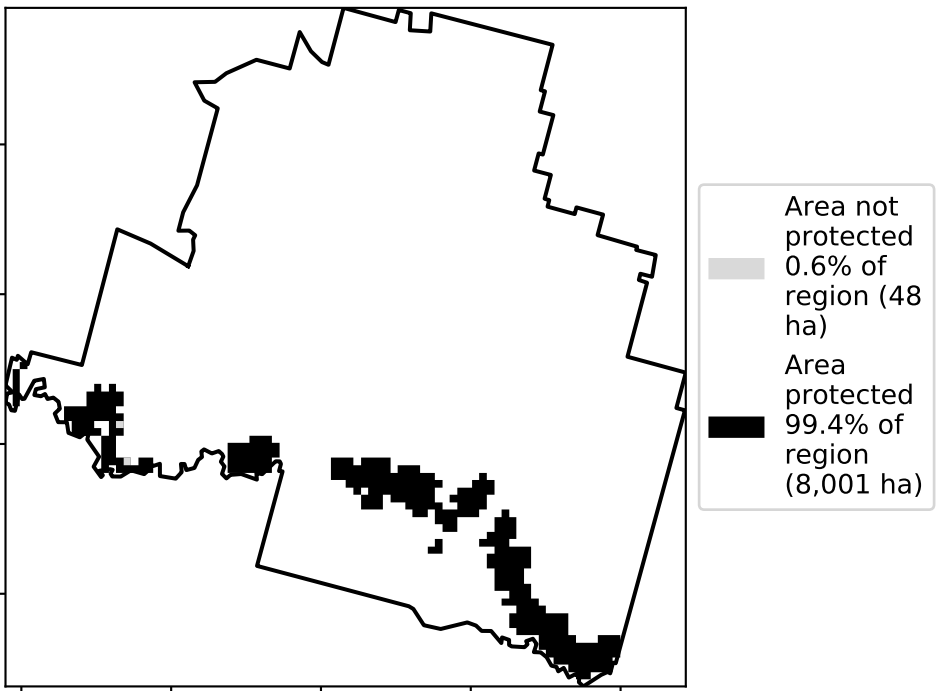 Area not
protected
0.6% of
region (48
ha)
Area
protected
99.4% of
region
(8,001 ha)